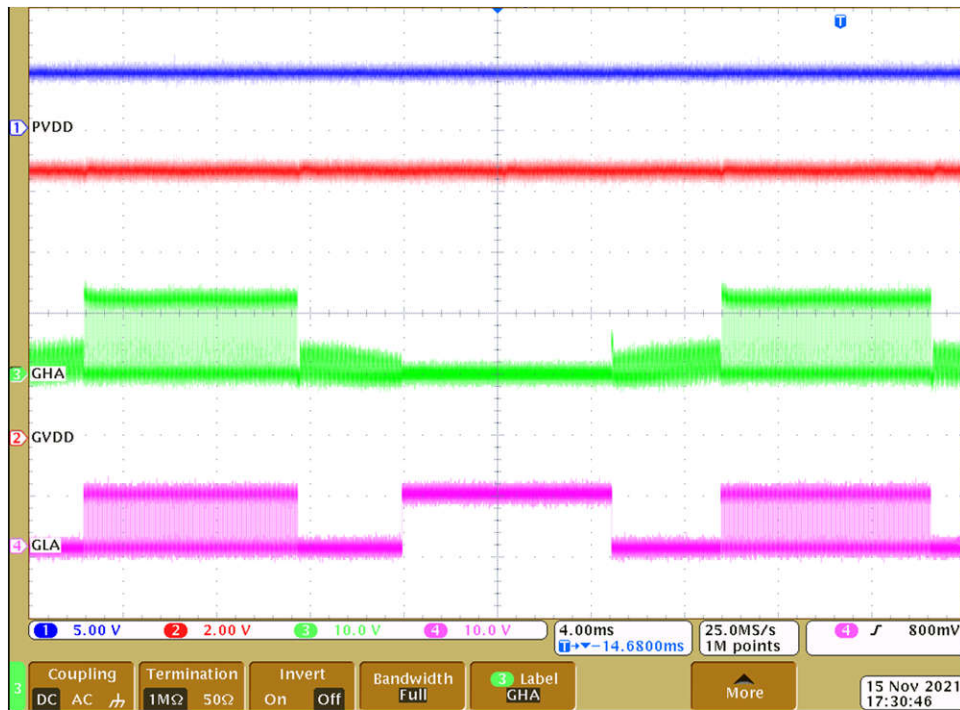 T
1 PVDD
3 GHA
2 GVDD
4 GLA
1 5.00 V 2 2.00 V 3 10.0 V 4 10.0 V
4.00ms
T→▼−14.6800ms
25.0MS/s
1M points
4 800mV
3
Coupling
DC AC
Termination
1MΩ 50Ω
Invert
On Off
Bandwidth
Full
3 Label
GHA
More
15 Nov 2021
17:30:46